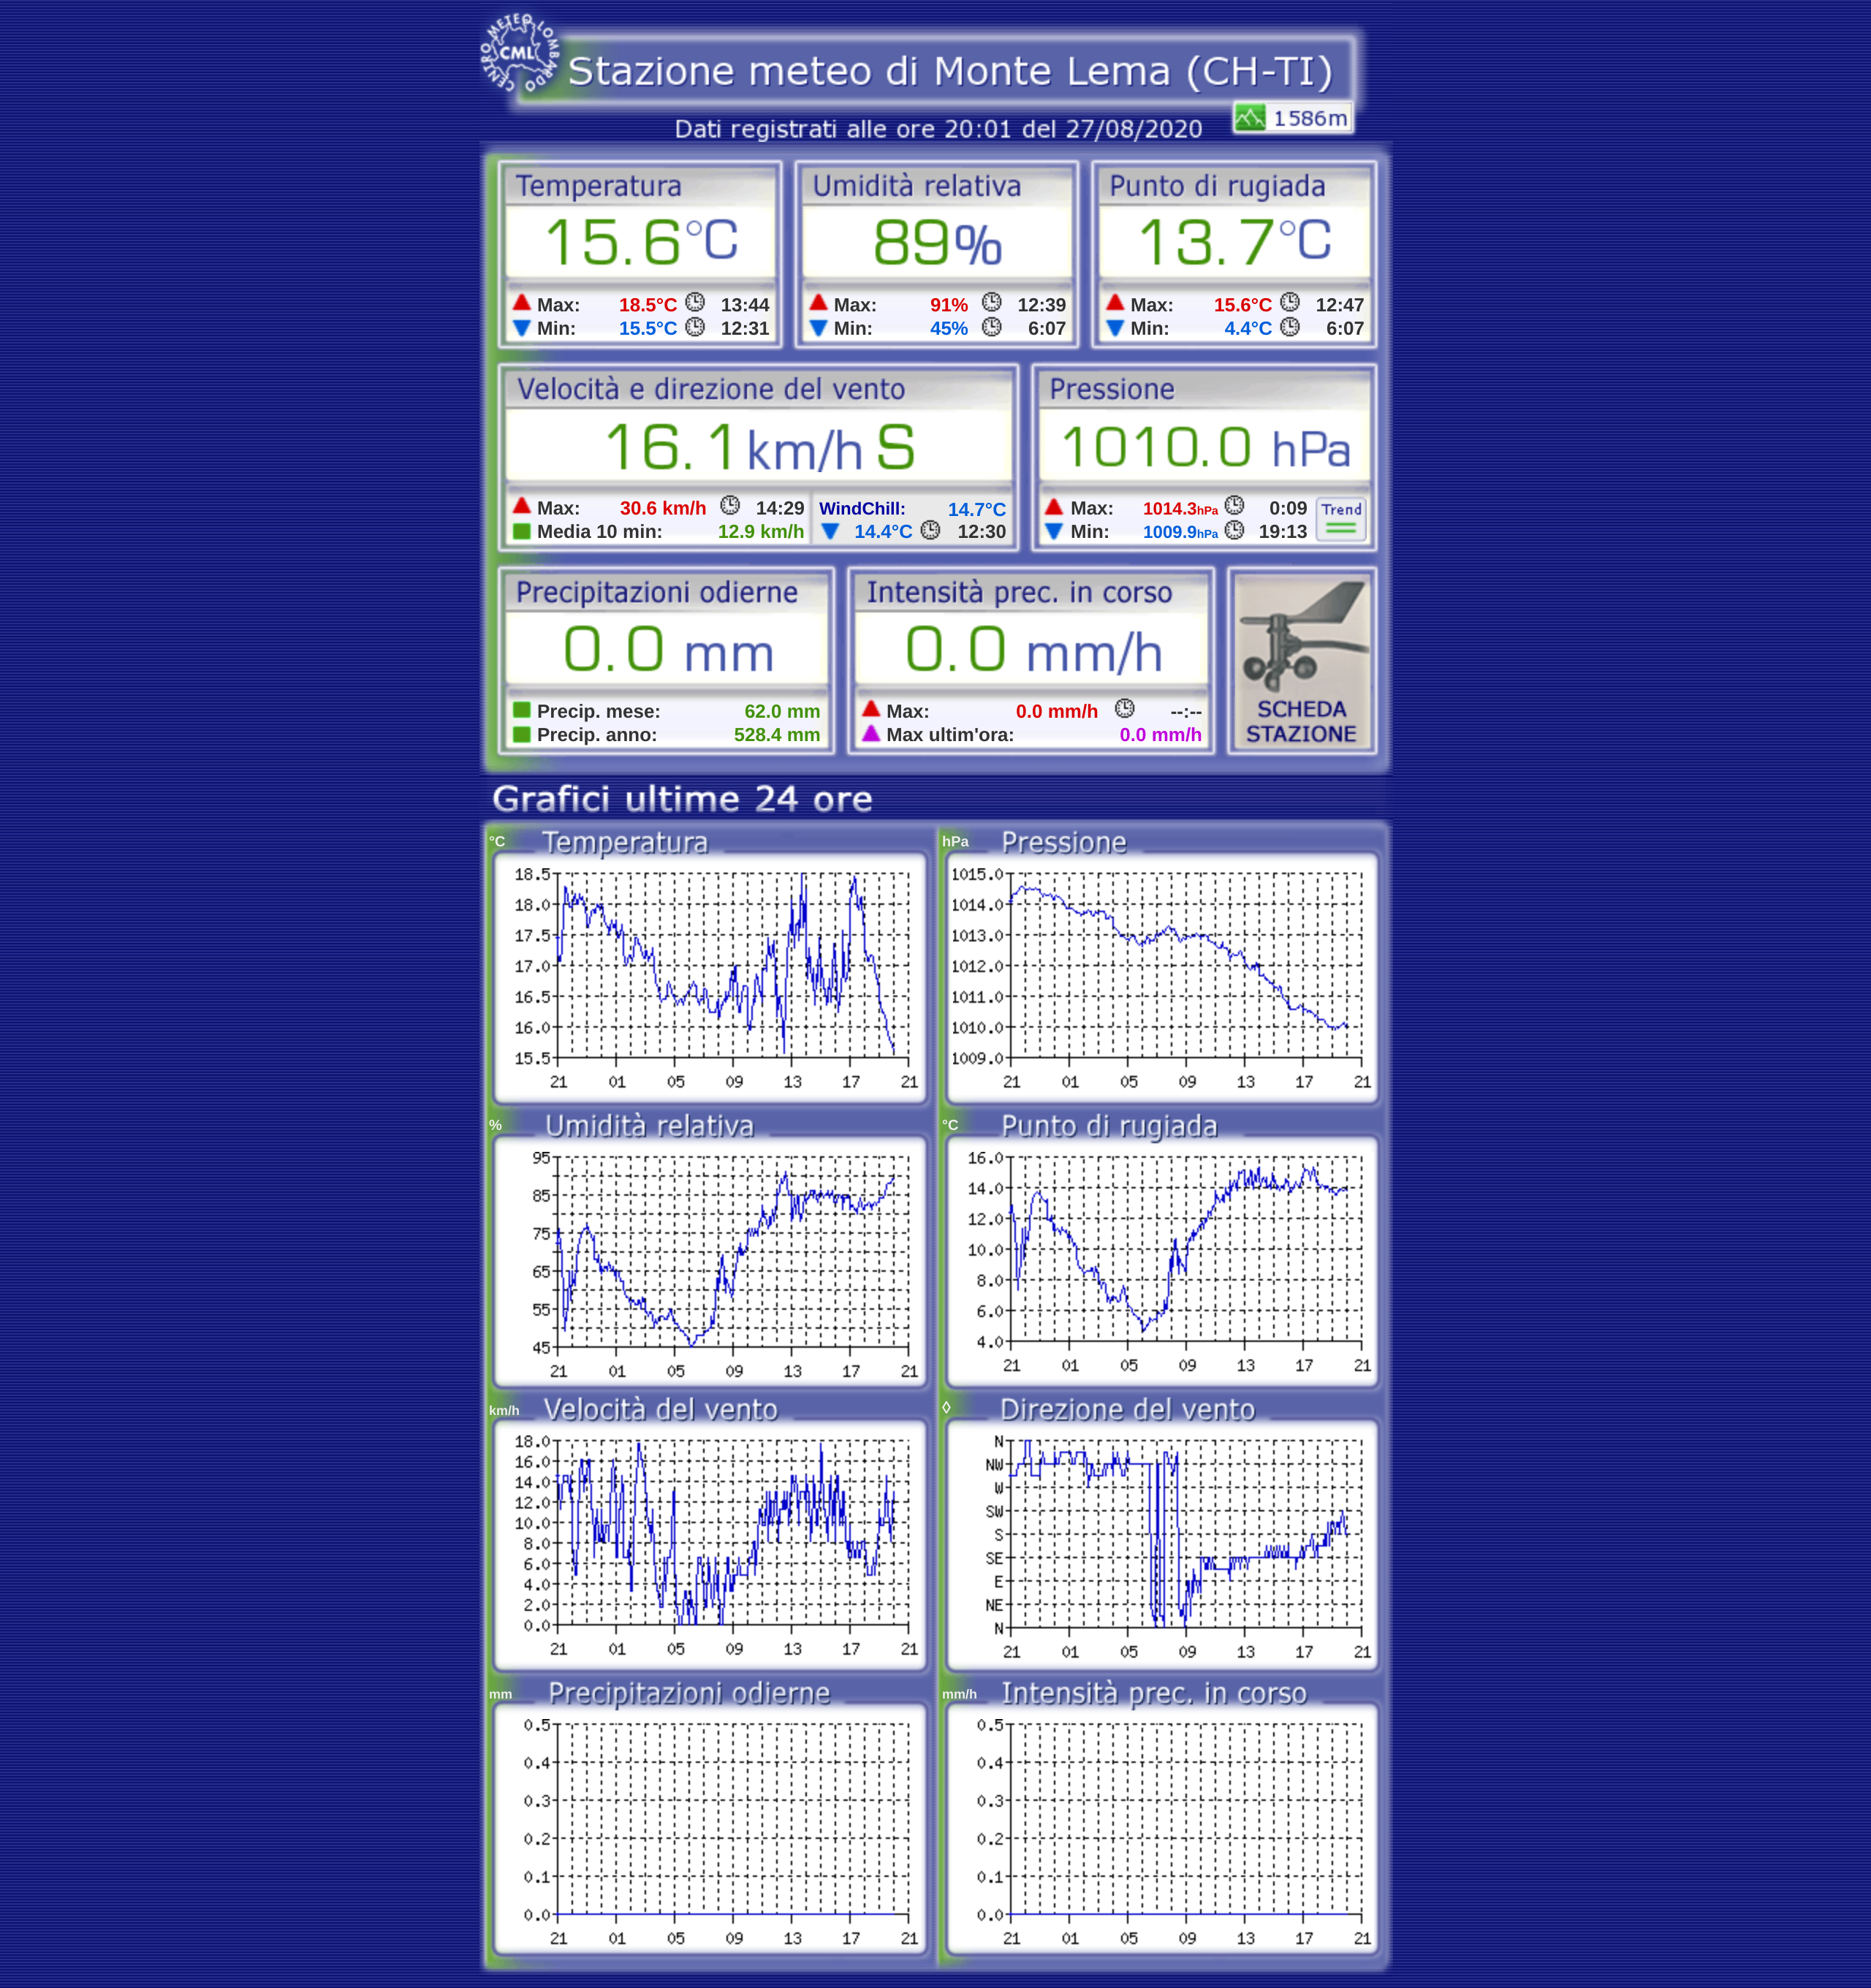 CENTRO METEO LOMBARDO
CML
Stazione meteo di Monte Lema (CH-TI)
1586m
Dati registrati alle ore 20:01 del 27/08/2020
Temperatura Umidità relativa Punto di rugiada
15.6°C 89% 13.7°C
Max: 18.5°C 13:44 Max: 91% 12:39 Max: 15.6°C 12:47
Min: 15.5°C 12:31 Min: 45% 6:07 Min: 4.4°C 6:07
Velocità e direzione del vento Pressione
16.1km/h S 1010.0 hPa
Max: 30.6 km/h 14:29 WindChill: 14.7°C Max: 1014.3hPa 0:09 Trend
Media 10 min: 12.9 km/h 14.4°C 12:30 Min: 1009.9hPa 19:13
Precipitazioni odierne Intensità prec. in corso
0.0 mm 0.0 mm/h
Precip. mese: 62.0 mm Max: 0.0 mm/h --:-- SCHEDA
Precip. anno: 528.4 mm Max ultim'ora: 0.0 mm/h STAZIONE
Grafici ultime 24 ore
°C Temperatura
18.5
18.0
17.5
17.0
16.5
16.0
15.5
21 01 05 09 13 17 21
hPa Pressione
1015.0
1014.0
1013.0
1012.0
1011.0
1010.0
1009.0
21 01 05 09 13 17 21
% Umidità relativa
95
85
75
65
55
45
21 01 05 09 13 17 21
°C Punto di rugiada
16.0
14.0
12.0
10.0
8.0
6.0
4.0
21 01 05 09 13 17 21
km/h Velocità del vento
18.0
16.0
14.0
12.0
10.0
8.0
6.0
4.0
2.0
0.0
21 01 05 09 13 17 21
◊ Direzione del vento
N
NW
W
SW
S
SE
E
NE
N
21 01 05 09 13 17 21
mm Precipitazioni odierne
0.5
0.4
0.3
0.2
0.1
0.0
21 01 05 09 13 17 21
mm/h Intensità prec. in corso
0.5
0.4
0.3
0.2
0.1
0.0
21 01 05 09 13 17 21